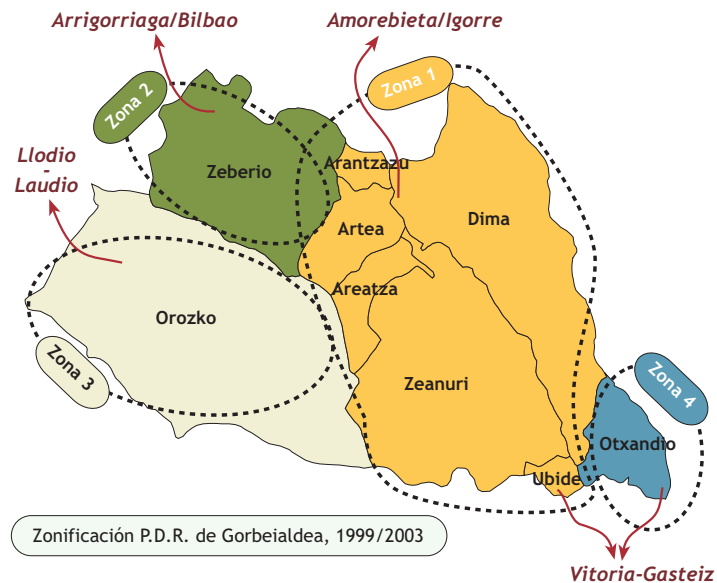 Arrigorriaga/Bilbao
Amorebieta/Igorre
Zona 1
Zona 2
Llodio
-
Laudio
Zeberio
Arantzazu
Dima
Artea
Areatza
Orozko
Zona 3
Zeanuri
Zona 4
Otxandio
Ubide
Zonificación P.D.R. de Gorbeialdea, 1999/2003
Vitoria-Gasteiz